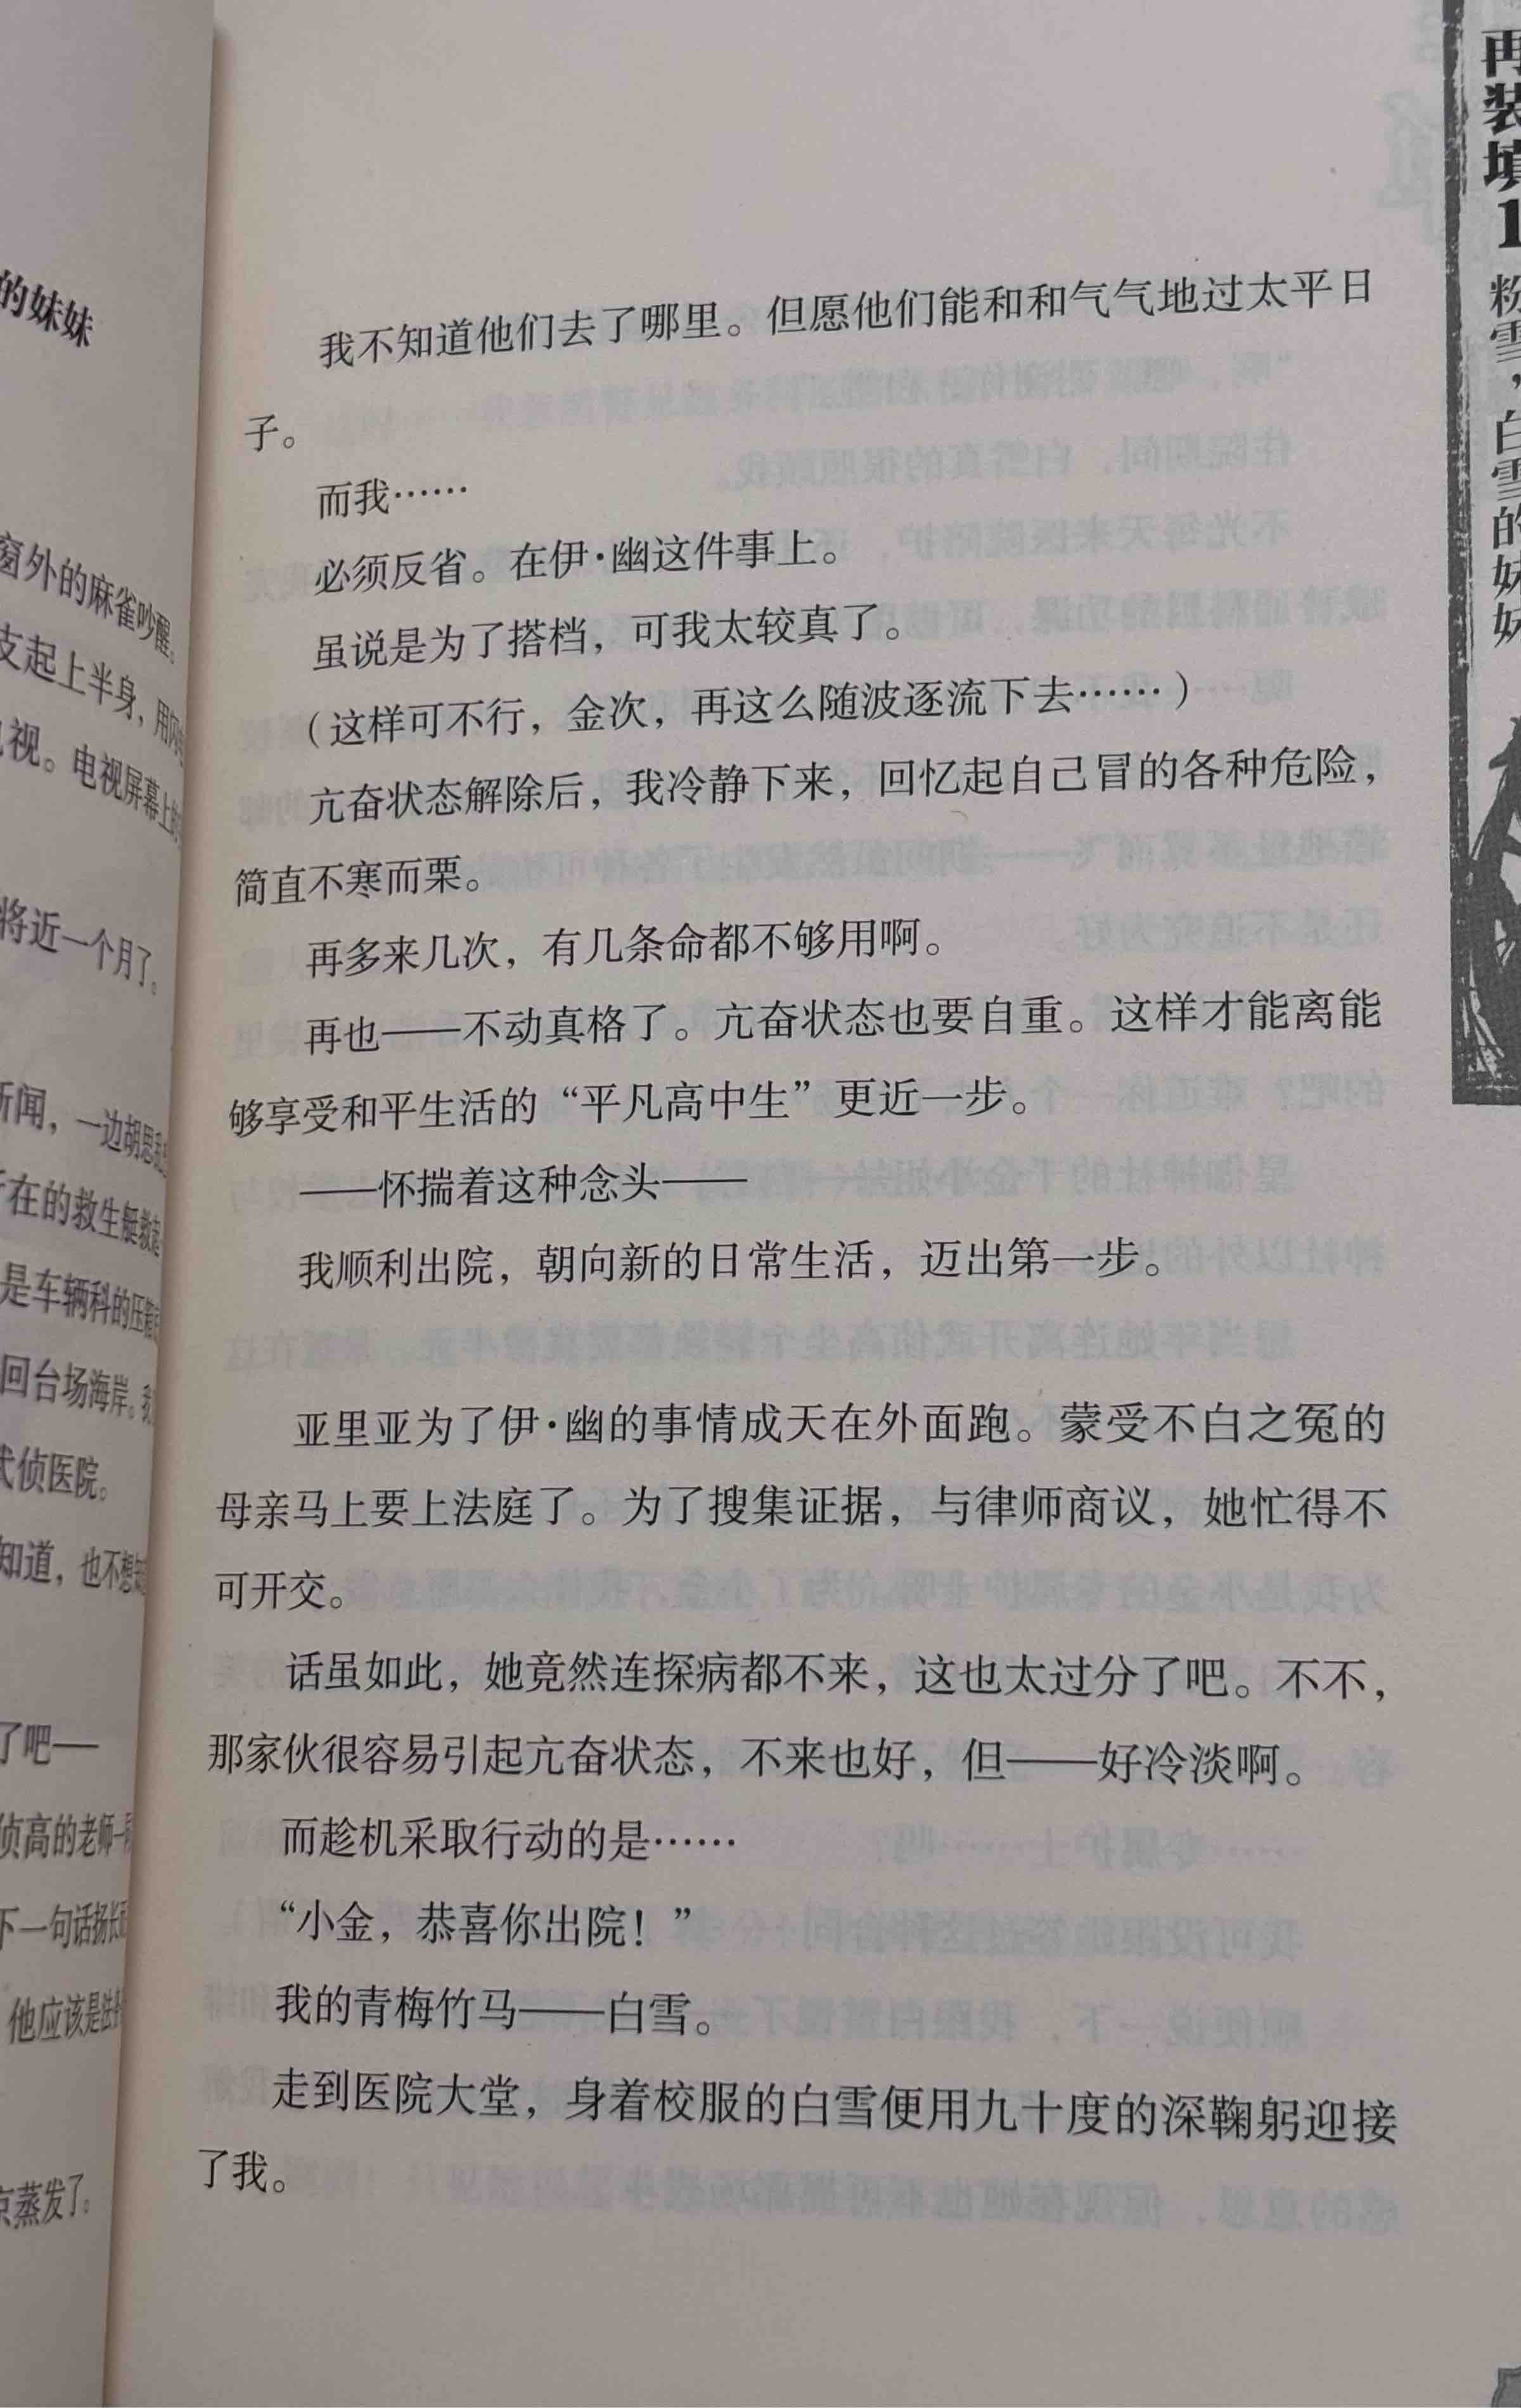 的妹妹
窗外的麻雀吵醒。
支起上半身，用
视。电视屏幕上的
将近一个月了。
新闻，一边胡思
在的救生艇救
是车辆科的压
回台场海岸。我
武侦医院。
知道，也不想知
了吧——
侦高的老师一
下一句话扬长
他应该是
京蒸发了。
我不知道他们去了哪里。但愿他们能和和气气地过太平日
子。
而我……
必须反省。在伊·幽这件事上。
虽说是为了搭档，可我太较真了。
（这样可不行，金次，再这么随波逐流下去……）
亢奋状态解除后，我冷静下来，回忆起自己冒的各种危险，
简直不寒而栗。
再多来几次，有几条命都不够用啊。
再也——不动真格了。亢奋状态也要自重。这样才能离能
够享受和平生活的“平凡高中生”更近一步。
——怀揣着这种念头——
我顺利出院，朝向新的日常生活，迈出第一步。
亚里亚为了伊·幽的事情成天在外面跑。蒙受不白之冤的
母亲马上要上法庭了。为了搜集证据，与律师商议，她忙得不
可开交。
话虽如此，她竟然连探病都不来，这也太过分了吧。不不，
那家伙很容易引起亢奋状态，不来也好，但——好冷淡啊。
而趁机采取行动的是……
“小金，恭喜你出院！”
我的青梅竹马——白雪。
走到医院大堂，身着校服的白雪便用九十度的深鞠躬迎接
了我。
再装填1
粉雪，白雪的妹妹